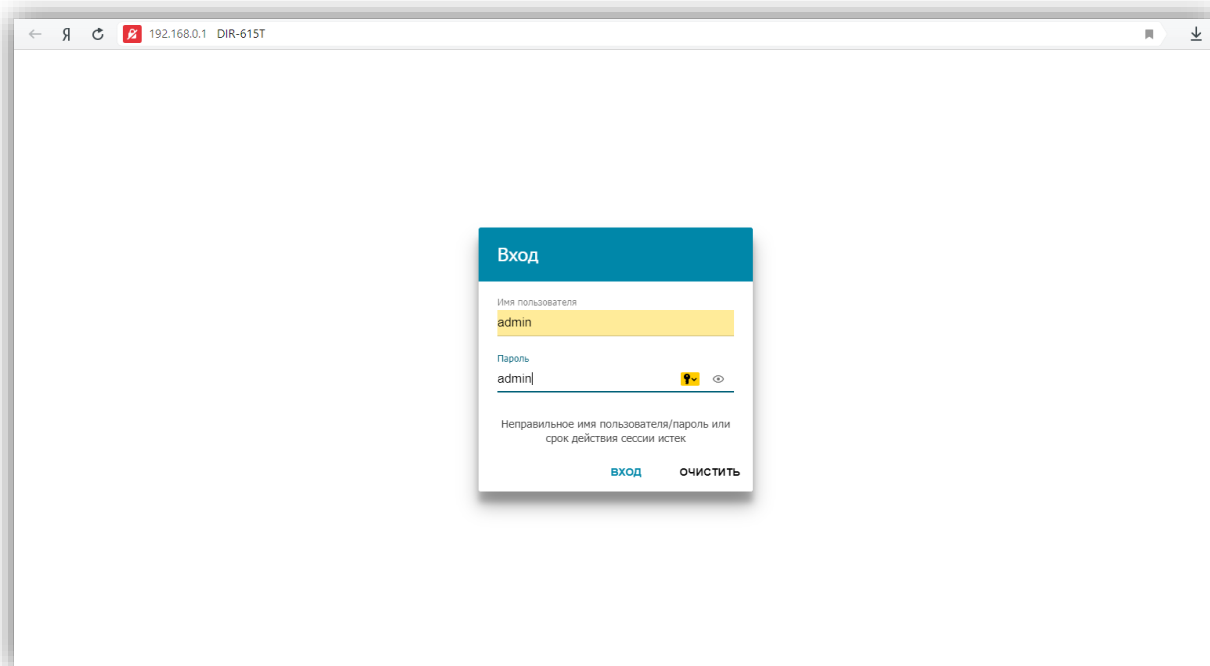 Я 192.168.0.1 DIR-615T
Вход
Имя пользователя
admin
Пароль
admin
Неправильное имя пользователя/пароль или
срок действия сессии истек
ВХОД ОЧИСТИТЬ